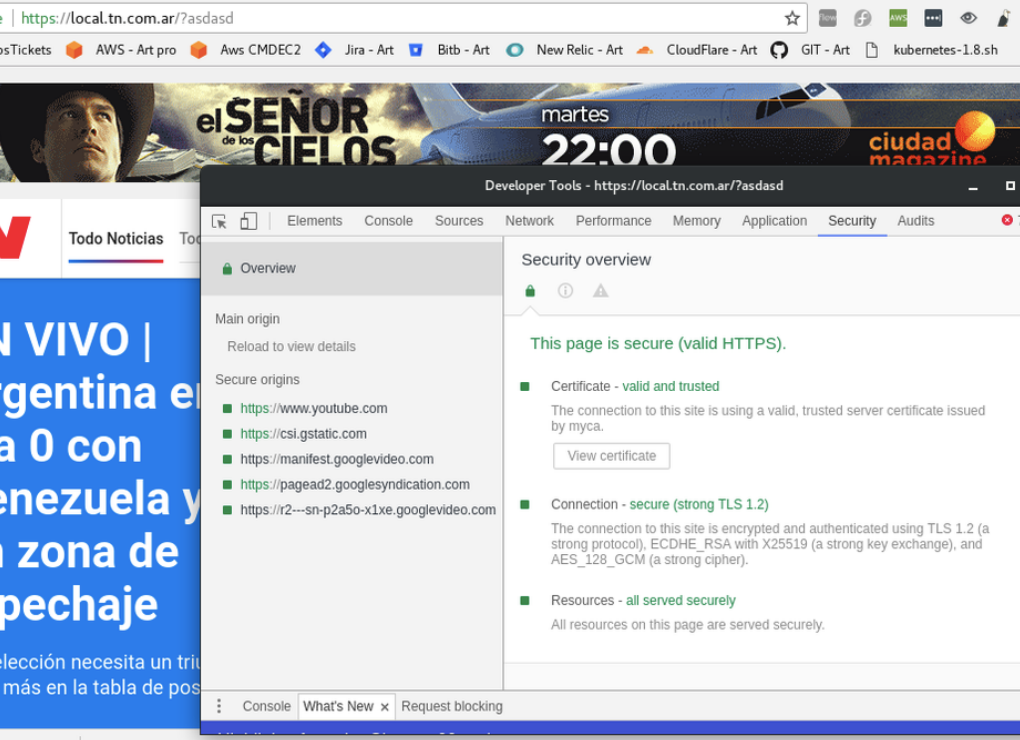 https://local.tn.com.ar/?asdasd
AWS
osTickets AWS - Art pro Aws CMDEC2 Jira - Art Bitb - Art New Relic - Art CloudFlare - Art GIT - Art kubernetes-1.8.sh
el SEÑOR
de los
CIELOS
martes
22:00
ciudad
magazine
Developer Tools - https://local.tn.com.ar/?asdasd
Elements Console Sources Network Performance Memory Application Security Audits
Todo Noticias
Overview
Main origin
Reload to view details
Secure origins
https://www.youtube.com
https://csi.gstatic.com
https://manifest.googlevideo.com
https://pagead2.googlesyndication.com
https://r2---sn-p2a5o-x1xe.googlevideo.com
Security overview
This page is secure (valid HTTPS).
Certificate - valid and trusted
The connection to this site is using a valid, trusted server certificate issued
by myca.
View certificate
Connection - secure (strong TLS 1.2)
The connection to this site is encrypted and authenticated using TLS 1.2 (a
strong protocol), ECDHE_RSA with X25519 (a strong key exchange), and
AES_128_GCM (a strong cipher).
Resources - all served securely
All resources on this page are served securely.
N VIVO |
rgentina e
a 0 con
enezuela y
n zona de
pechaje
elección necesita un triu
más en la tabla de pos
Console What's New × Request blocking